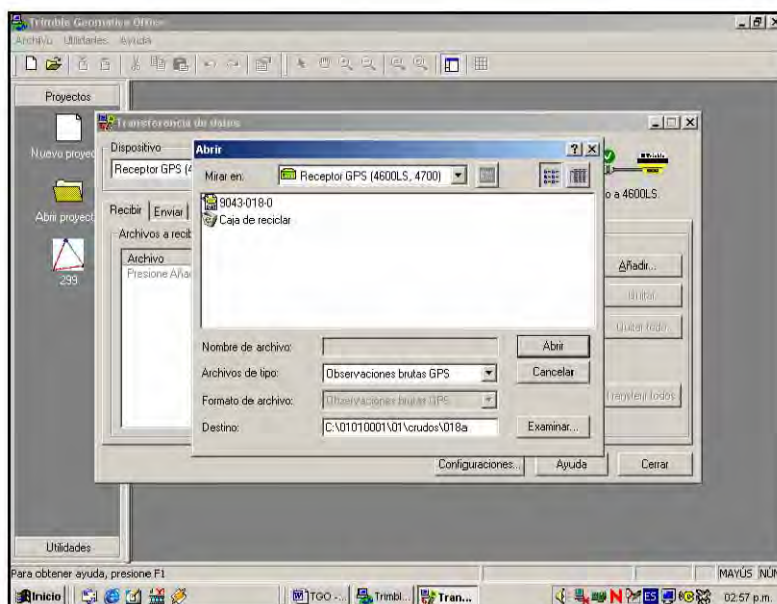 Trimble Geomatics Office
Archivo Utilidades Ayuda
Proyectos
Nuevo proyec
Abrir proyect
299
Utilidades
Transferencia de datos
Dispositivo
Receptor GPS (4
o a 4600LS.
Recibir Enviar
Archivos a recib
Archivo
Presione Aña
Añadir...
Quitar
Quitar todo
Transferir todos
Configuraciones... Ayuda Cerrar
Abrir
Mirar en: Receptor GPS (4600LS, 4700)
9043-018-0
Caja de reciclar
Nombre de archivo: Abrir
Archivos de tipo: Observaciones brutas GPS Cancelar
Formato de archivo: Observaciones brutas GPS
Destino: C:\01010001\01\crudos\018a Examinar...
Para obtener ayuda, presione F1 MAYÚS NÚM
Inicio TGO -... Trimbl... Tran... N ES 02:57 p.m.